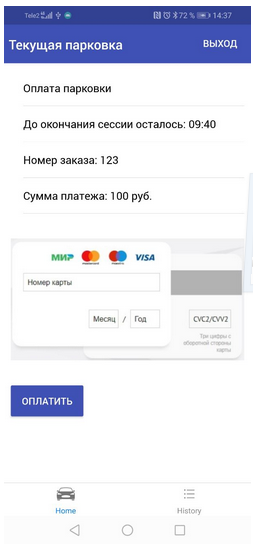 Tele2 72 % 14:37
Текущая парковка ВЫХОД
Оплата парковки
До окончания сессии осталось: 09:40
Номер заказа: 123
Сумма платежа: 100 руб.
МИР VISA
Номер карты
Месяц / Год CVC2/CVV2
Три цифры с
оборотной стороны
карты
ОПЛАТИТЬ
Home History